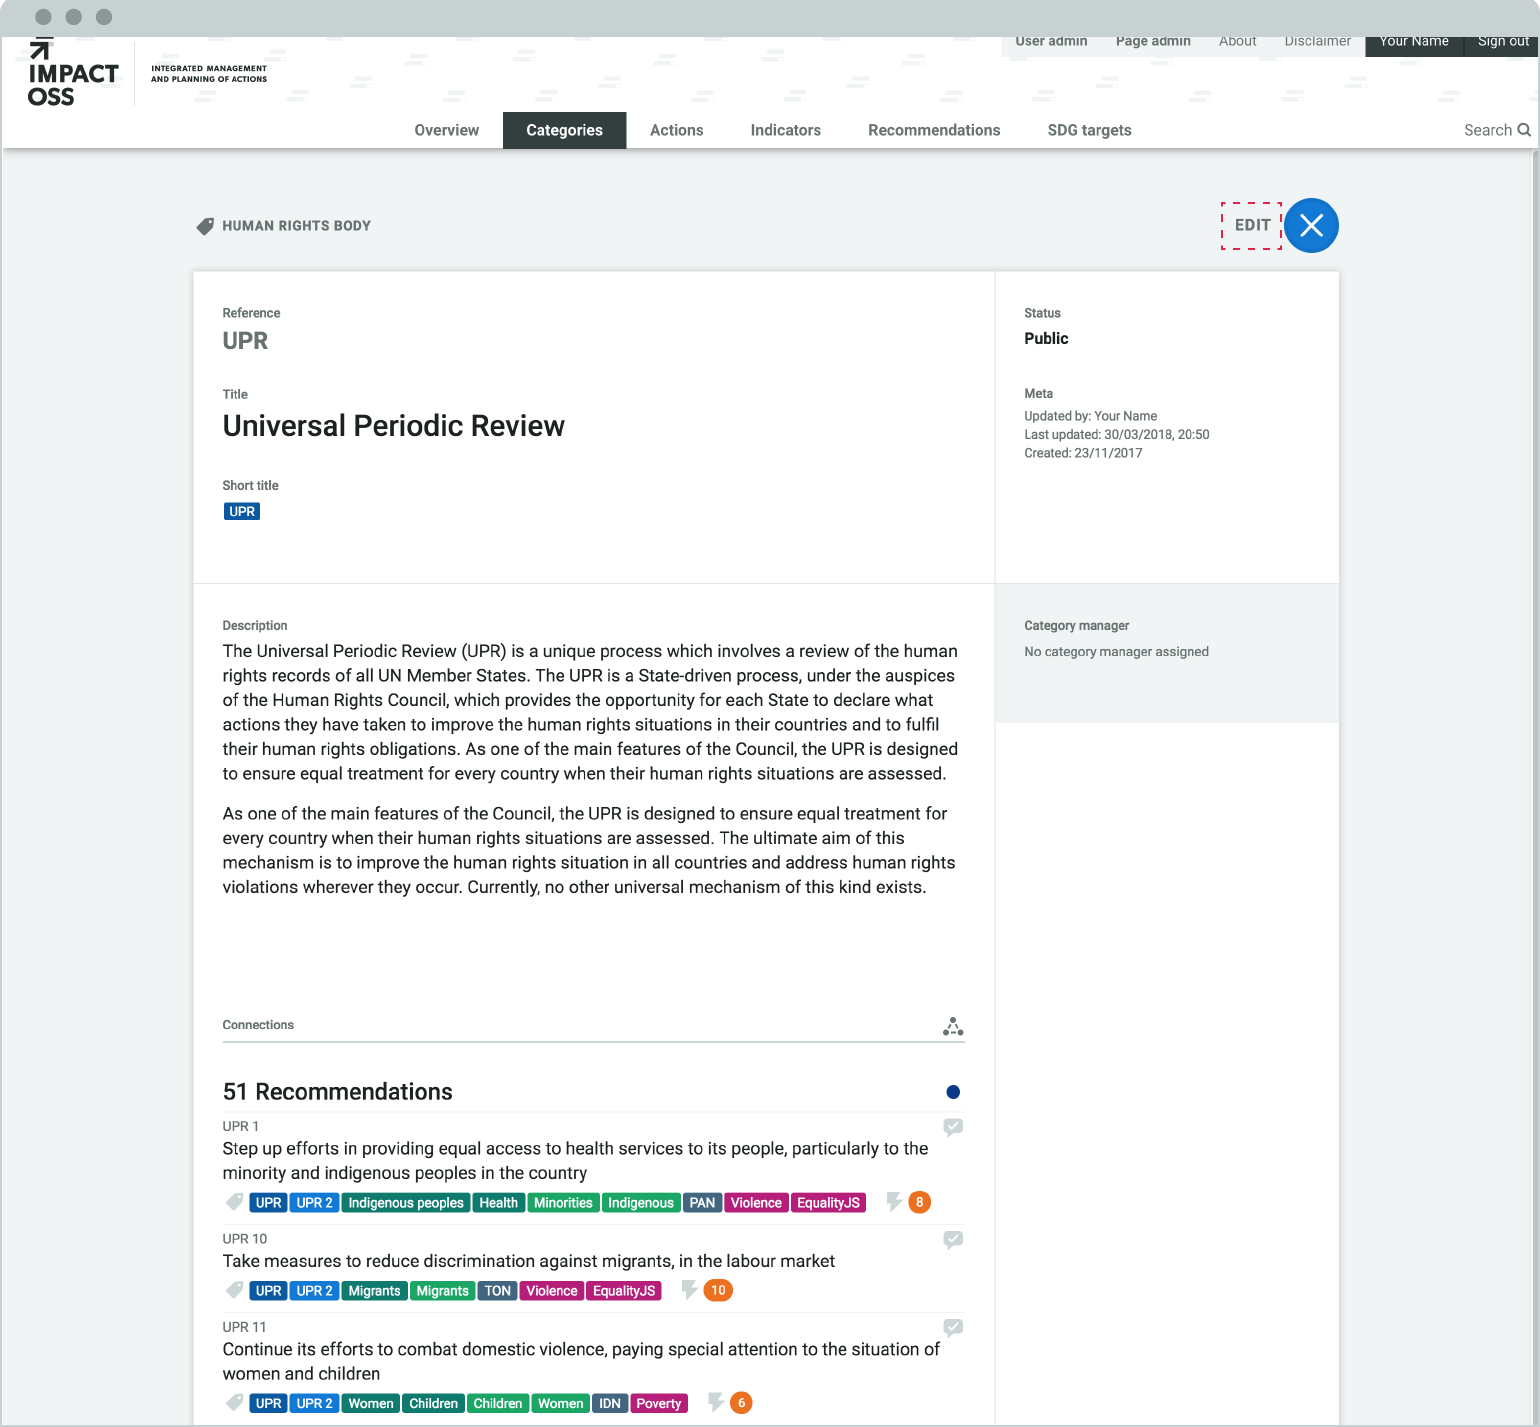 User admin Page admin About Disclaimer Your Name Sign out
IMPACT
OSS
INTEGRATED MANAGEMENT
AND PLANNING OF ACTIONS
Overview Categories Actions Indicators Recommendations SDG targets Search
HUMAN RIGHTS BODY
EDIT
Reference
UPR
Title
Universal Periodic Review
Short title
UPR
Status
Public
Meta
Updated by: Your Name
Last updated: 30/03/2018, 20:50
Created: 23/11/2017
Description
The Universal Periodic Review (UPR) is a unique process which involves a review of the human
rights records of all UN Member States. The UPR is a State-driven process, under the auspices
of the Human Rights Council, which provides the opportunity for each State to declare what
actions they have taken to improve the human rights situations in their countries and to fulfil
their human rights obligations. As one of the main features of the Council, the UPR is designed
to ensure equal treatment for every country when their human rights situations are assessed.
As one of the main features of the Council, the UPR is designed to ensure equal treatment for
every country when their human rights situations are assessed. The ultimate aim of this
mechanism is to improve the human rights situation in all countries and address human rights
violations wherever they occur. Currently, no other universal mechanism of this kind exists.
Category manager
No category manager assigned
Connections
51 Recommendations
UPR 1
Step up efforts in providing equal access to health services to its people, particularly to the
minority and indigenous peoples in the country
UPR UPR 2 Indigenous peoples Health Minorities Indigenous PAN Violence EqualityJS 8
UPR 10
Take measures to reduce discrimination against migrants, in the labour market
UPR UPR 2 Migrants Migrants TON Violence EqualityJS 10
UPR 11
Continue its efforts to combat domestic violence, paying special attention to the situation of
women and children
UPR UPR 2 Women Children Children Women IDN Poverty 6